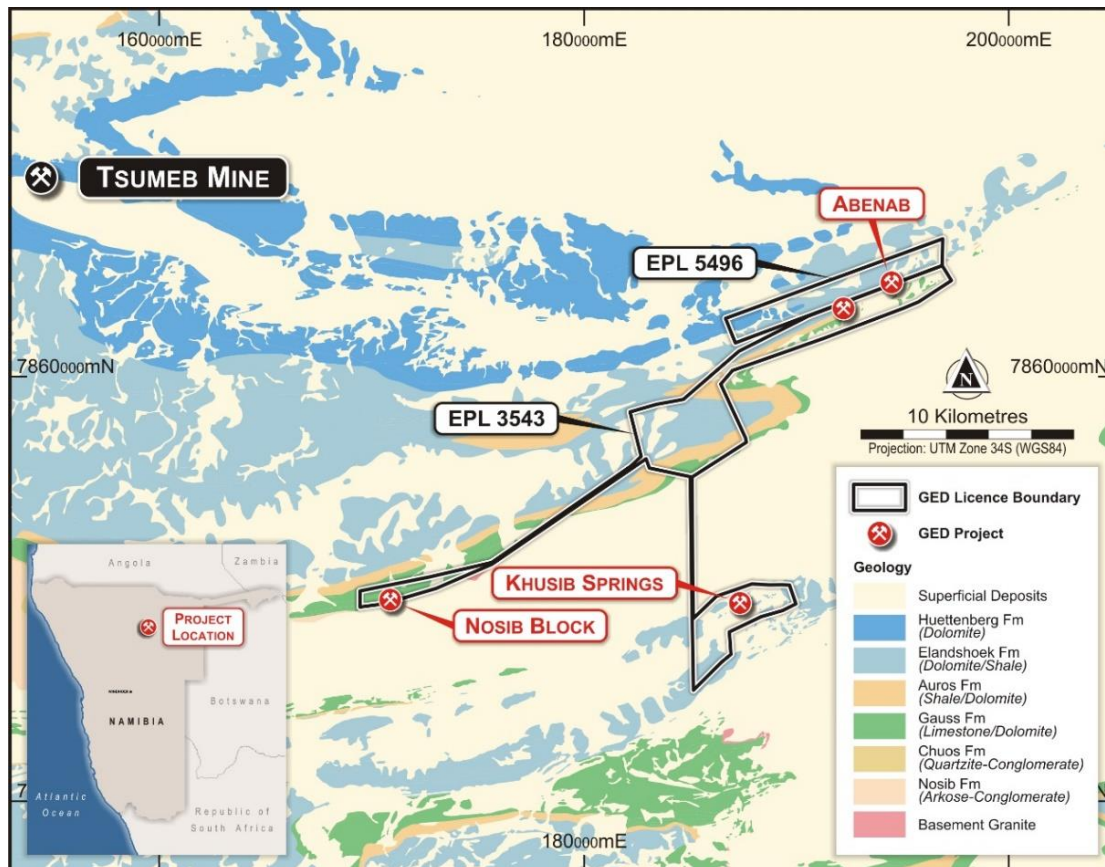 160000mE
180000mE
200000mE
TSUMEB MINE
ABENAB
EPL 5496
7860000mN
7860000mN
N
EPL 3543
10 Kilometres
Projection: UTM Zone 34S (WGS84)
GED Licence Boundary
GED Project
Geology
Superficial Deposits
Huettenberg Fm
(Dolomite)
Elandshoek Fm
(Dolomite/Shale)
Auros Fm
(Shale/Dolomite)
Gauss Fm
(Limestone/Dolomite)
Chuos Fm
(Quartzite-Conglomerate)
Nosib Fm
(Arkose-Conglomerate)
Basement Granite
KHUSIB SPRINGS
NOSIB BLOCK
Angola
Zambia
PROJECT
LOCATION
NAMIBIA
Botswana
Atlantic
Ocean
Republic of
South Africa
180000mE